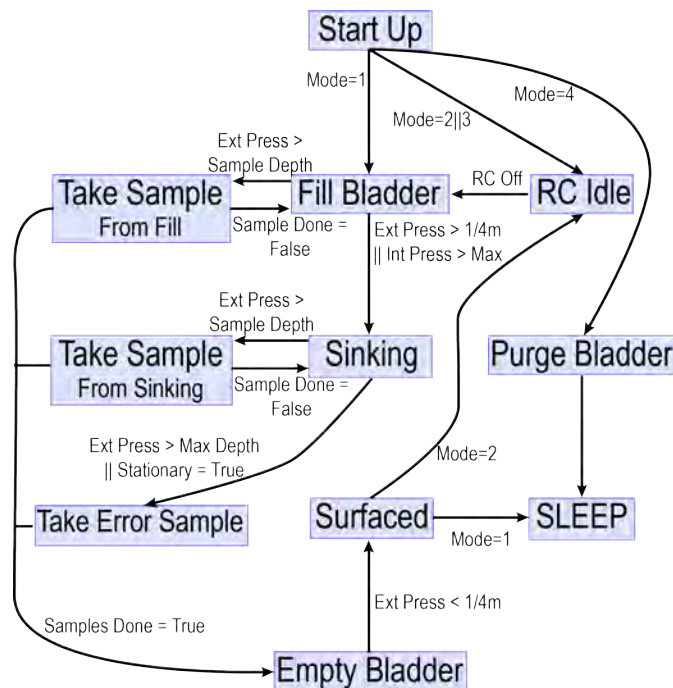 Start Up
Mode=1
Mode=2||3
Mode=4
Ext Press >
Sample Depth
Take Sample
From Fill
Fill Bladder
RC Off
RC Idle
Sample Done =
False
Ext Press > 1/4m
|| Int Press > Max
Ext Press >
Sample Depth
Take Sample
From Sinking
Sinking
Sample Done =
False
Purge Bladder
Ext Press > Max Depth
|| Stationary = True
Mode=2
Take Error Sample
Surfaced
Mode=1
SLEEP
Ext Press < 1/4m
Samples Done = True
Empty Bladder